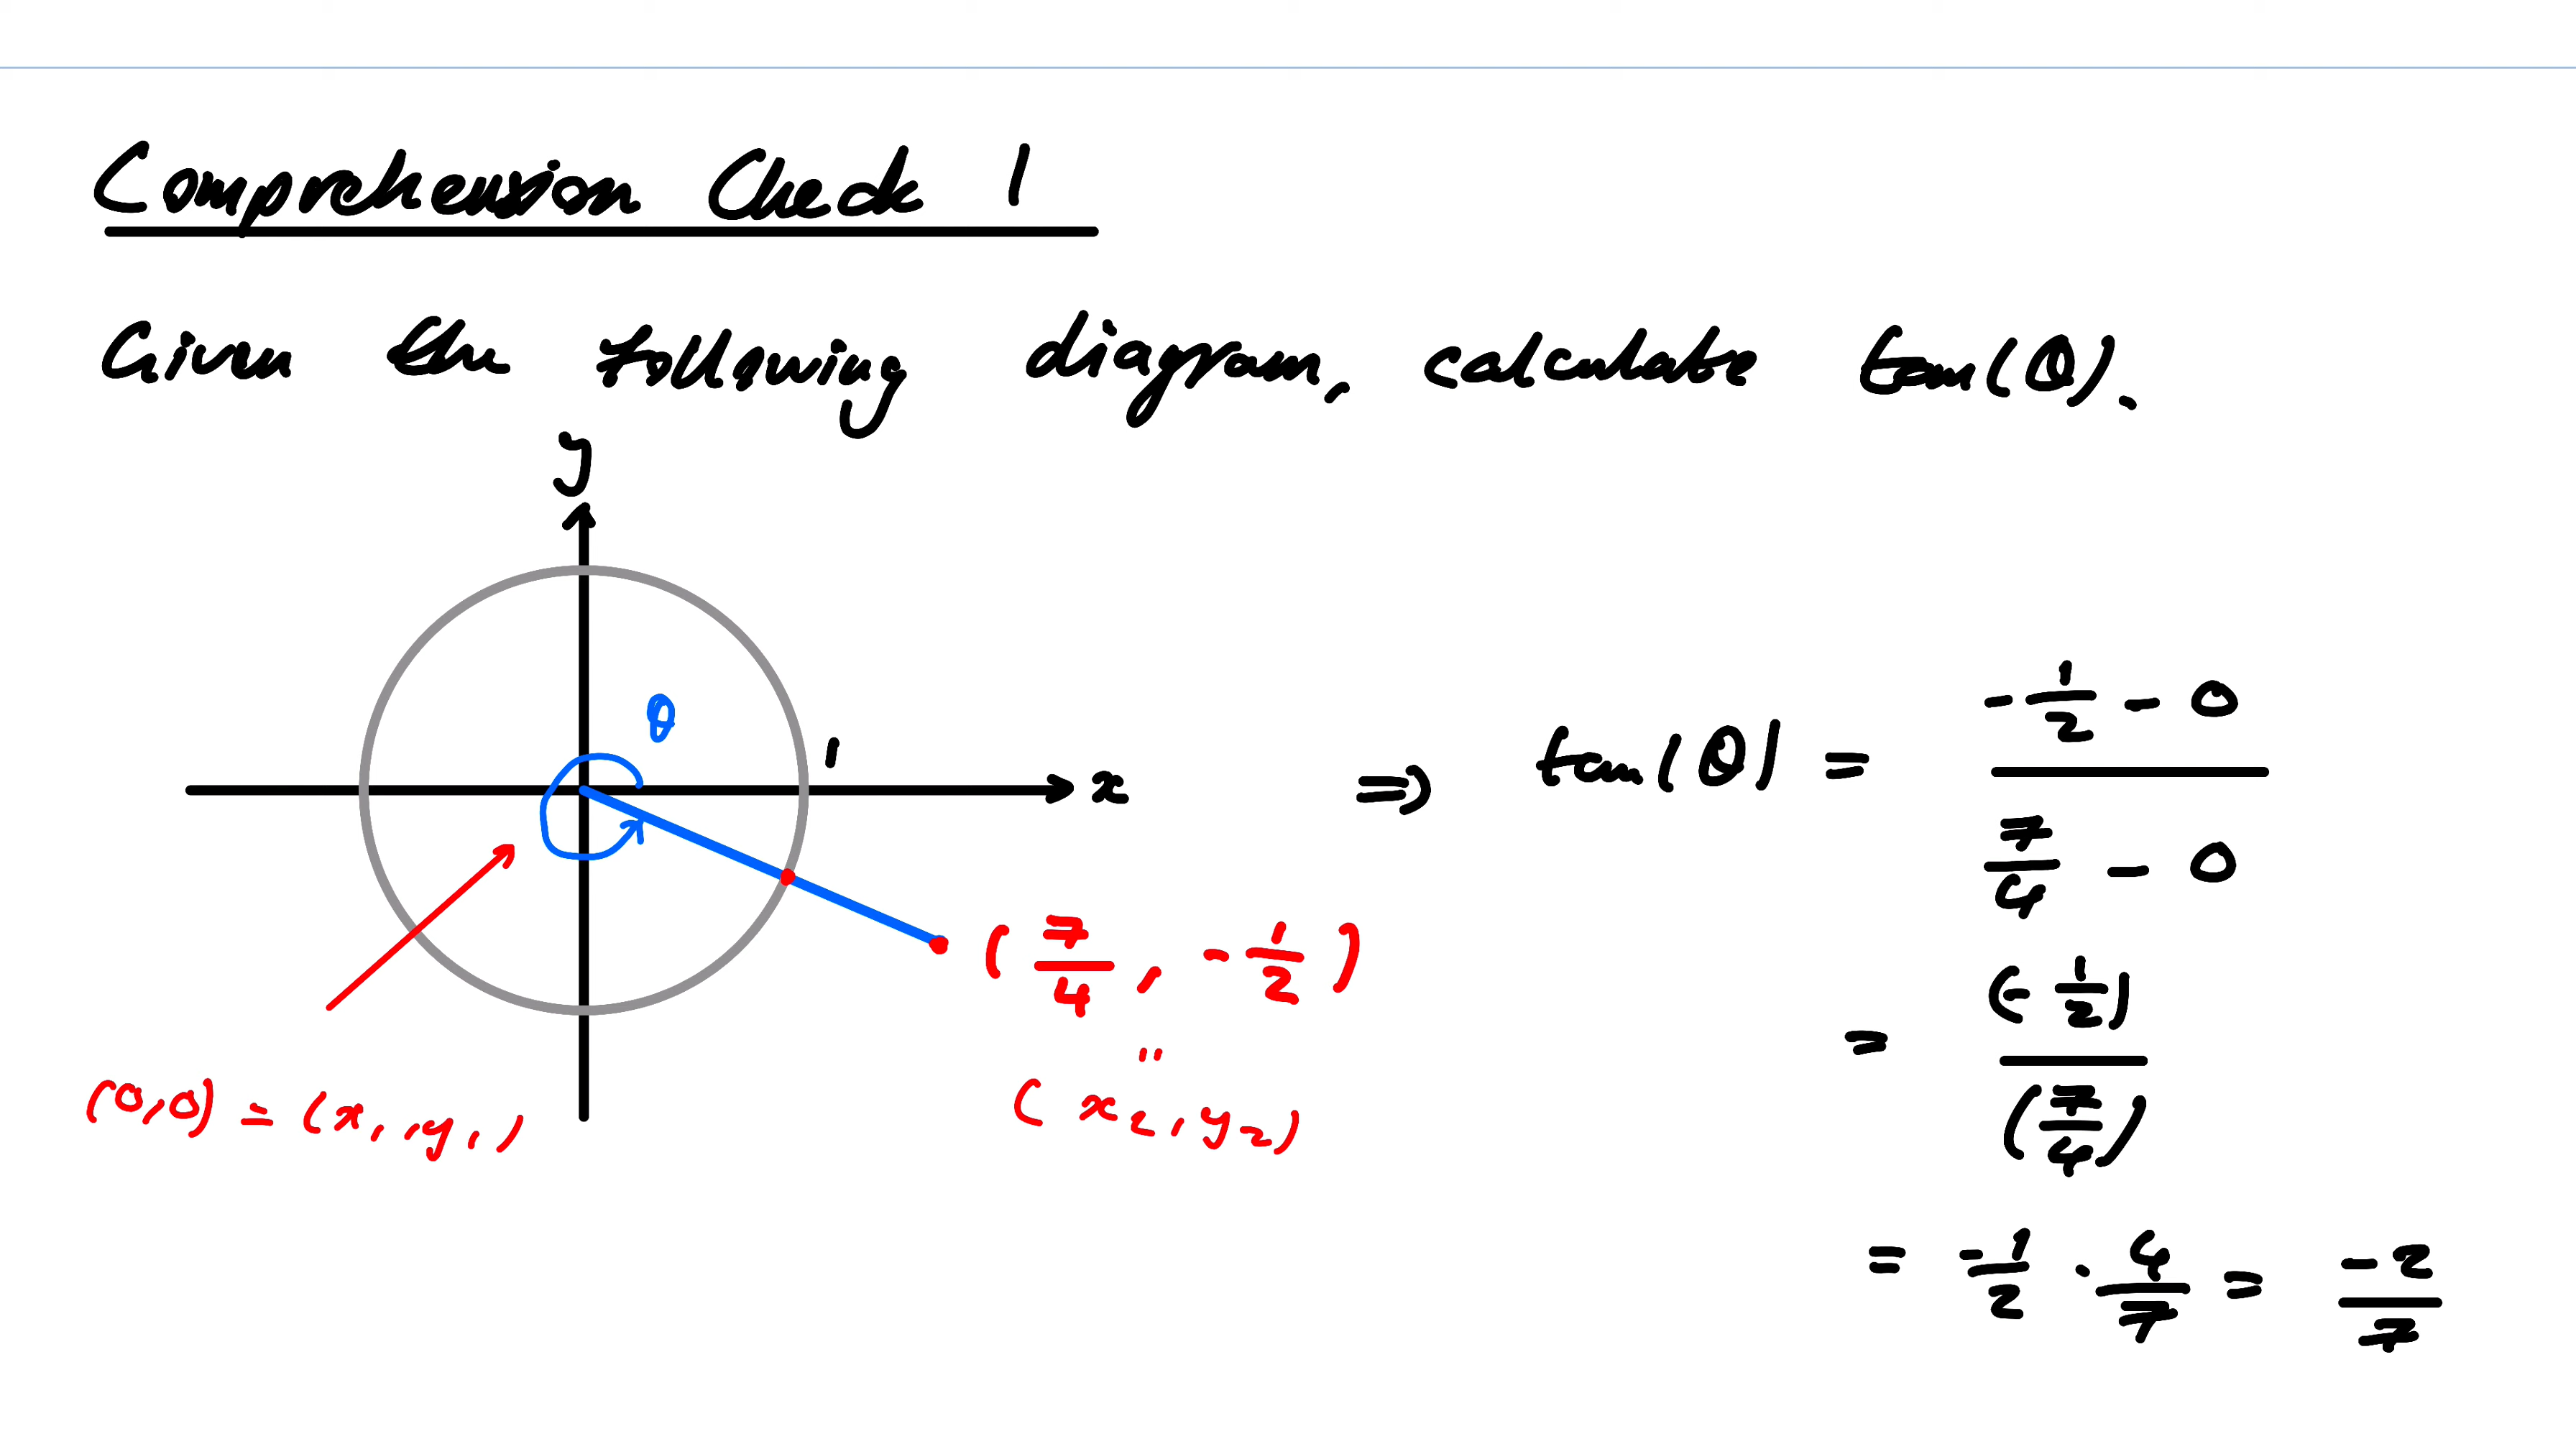 Comprehension Check 1
Given the following diagram, calculate tan(θ).
y
θ
1
x
(7/4, -1/2)
"
(x₂, y₂)
(0,0) = (x₁, y₁)
⇒ tan(θ) = (-1/2 - 0)/(7/4 - 0)
= (-1/2)/(7/4)
= -1/2 · 4/7 = -2/7